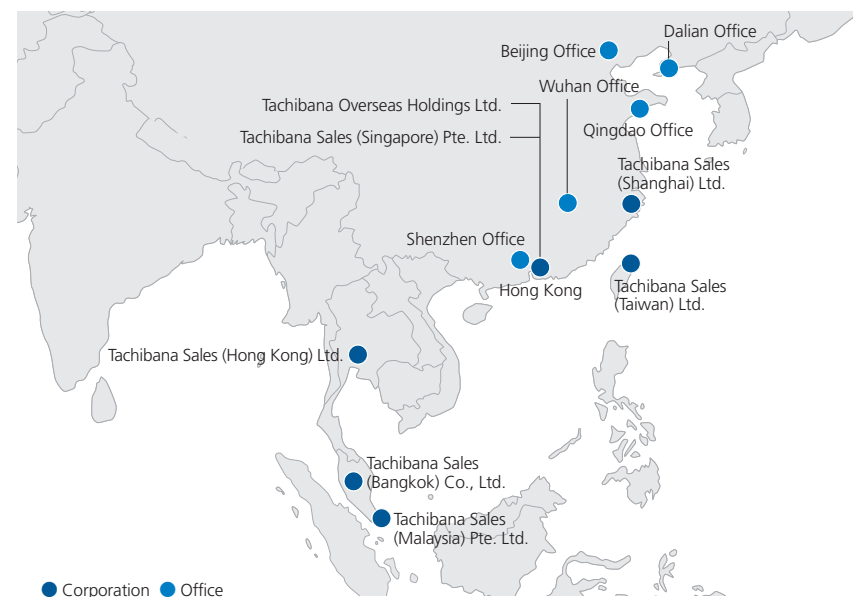 Dalian Office
Beijing Office
Wuhan Office
Tachibana Overseas Holdings Ltd.
Qingdao Office
Tachibana Sales (Singapore) Pte. Ltd.
Tachibana Sales
(Shanghai) Ltd.
Shenzhen Office
Hong Kong
Tachibana Sales
(Taiwan) Ltd.
Tachibana Sales (Hong Kong) Ltd.
Tachibana Sales
(Bangkok) Co., Ltd.
Tachibana Sales
(Malaysia) Pte. Ltd.
Corporation
Office